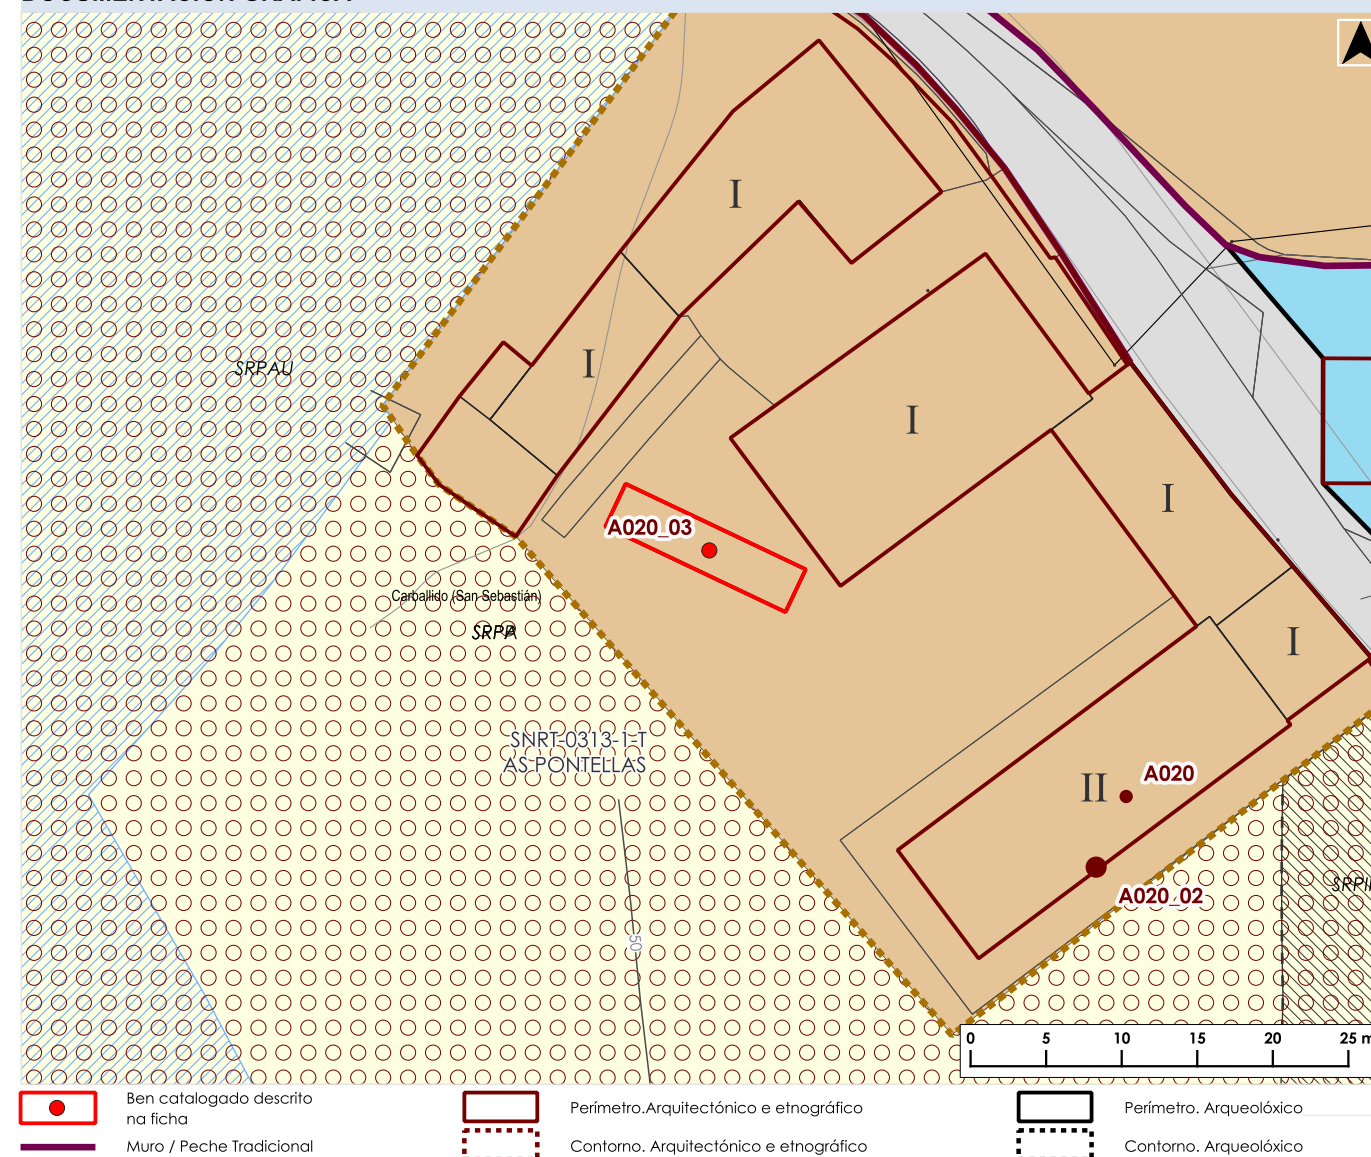 I
SRPAU
I
I
I
A020_03
Carballido (San Sebastián)
SRPA
I
SNRT-0313-1-T
AS PONTELLAS
A020
II
A020_02
50
0 5 10 15 20 25 m
Ben catalogado descrito
na ficha
Perímetro.Arquitectónico e etnográfico
Perímetro. Arqueolóxico
Muro / Peche Tradicional
Contorno. Arquitectónico e etnográfico
Contorno. Arqueolóxico